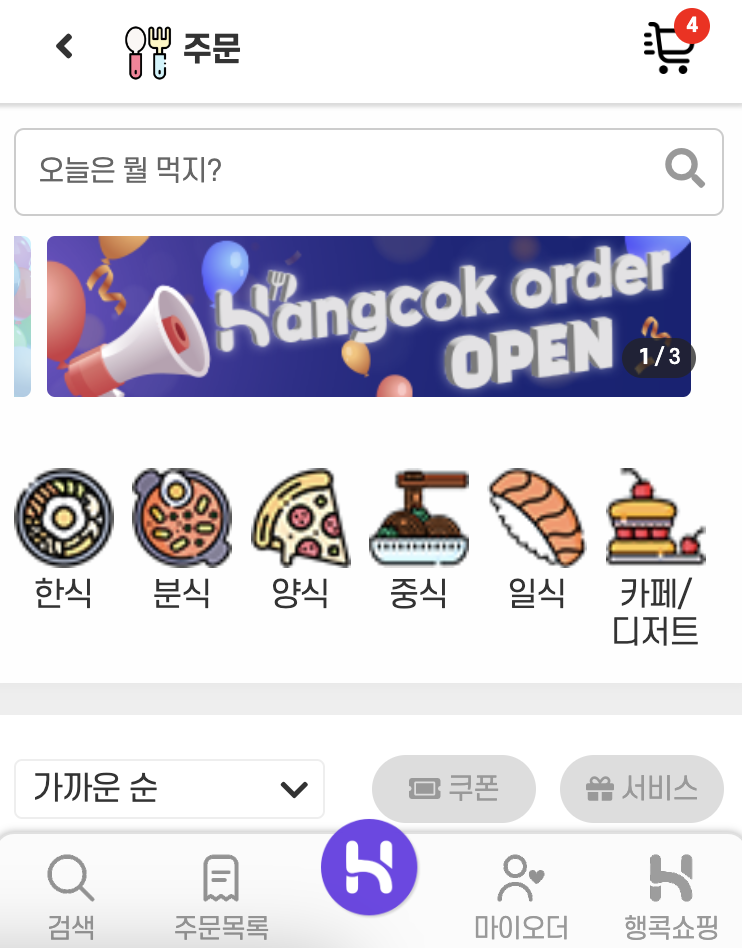 주문
4
오늘은 뭘 먹지?
Hangcok order
OPEN
1 / 3
한식
분식
양식
중식
일식
카페/
디저트
가까운 순
쿠폰
서비스
검색
주문목록
마이오더
행콕쇼핑